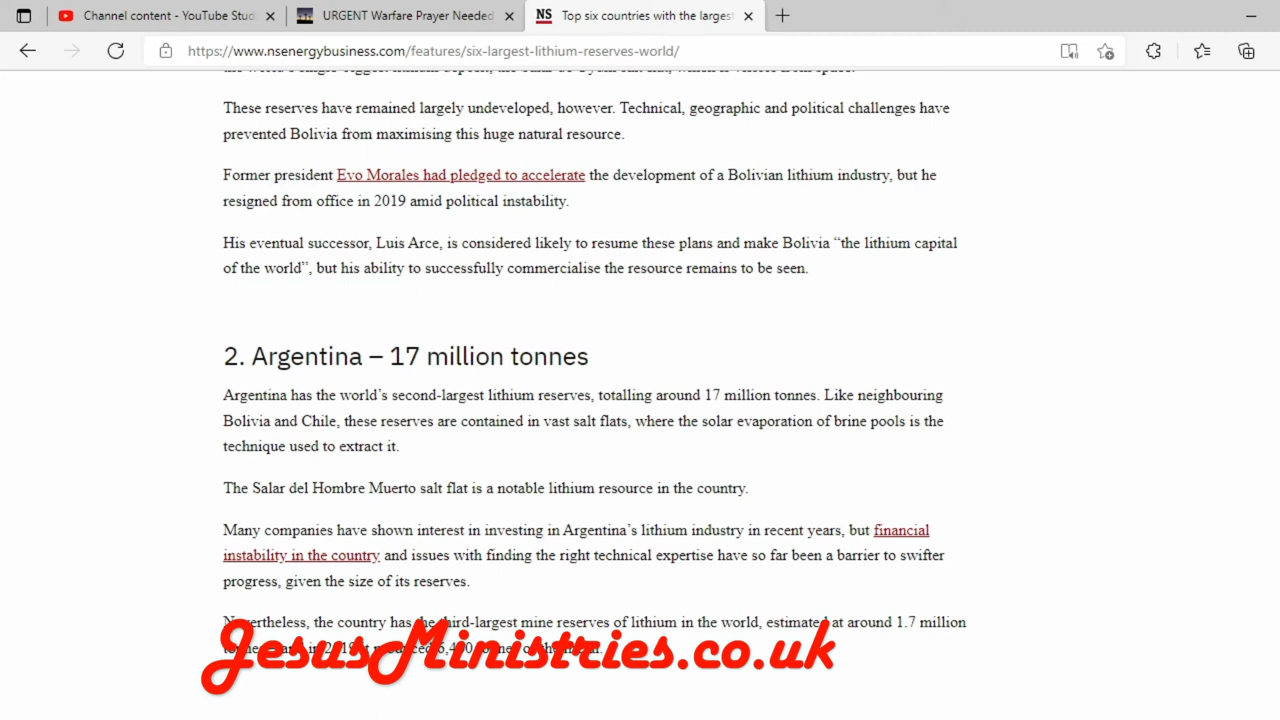 Channel content - YouTube Stud
URGENT Warfare Prayer Needed
NS Top six countries with the largest
https://www.nsenergybusiness.com/features/six-largest-lithium-reserves-world/
These reserves have remained largely undeveloped, however. Technical, geographic and political challenges have
prevented Bolivia from maximising this huge natural resource.
Former president Evo Morales had pledged to accelerate the development of a Bolivian lithium industry, but he
resigned from office in 2019 amid political instability.
His eventual successor, Luis Arce, is considered likely to resume these plans and make Bolivia “the lithium capital
of the world”, but his ability to successfully commercialise the resource remains to be seen.
2. Argentina – 17 million tonnes
Argentina has the world’s second-largest lithium reserves, totalling around 17 million tonnes. Like neighbouring
Bolivia and Chile, these reserves are contained in vast salt flats, where the solar evaporation of brine pools is the
technique used to extract it.
The Salar del Hombre Muerto salt flat is a notable lithium resource in the country.
Many companies have shown interest in investing in Argentina’s lithium industry in recent years, but financial
instability in the country and issues with finding the right technical expertise have so far been a barrier to swifter
progress, given the size of its reserves.
Nevertheless, the country has the third-largest mine reserves of lithium in the world, estimated at around 1.7 million
JesusMinistries.co.uk